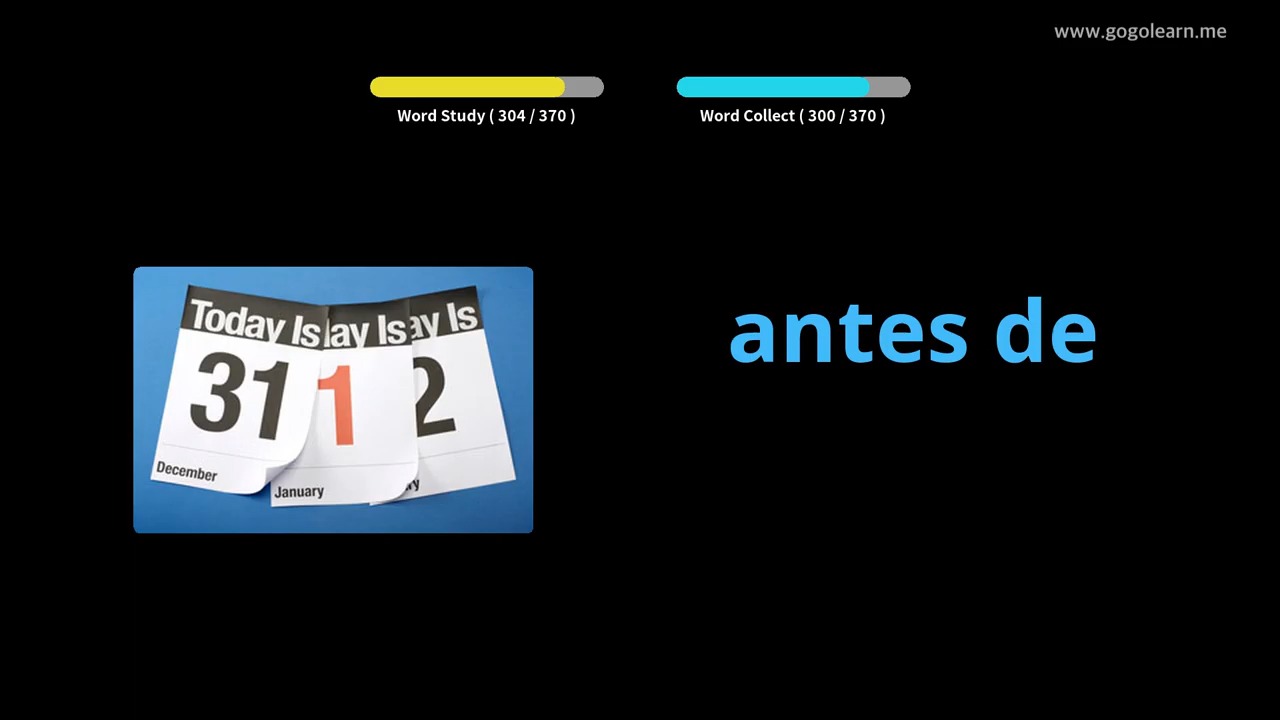 www.gogolearn.me
Word Study ( 304 / 370 )
Word Collect ( 300 / 370 )
Today Is
31
December
ay Is
1
January
ay Is
2
ry
antes de